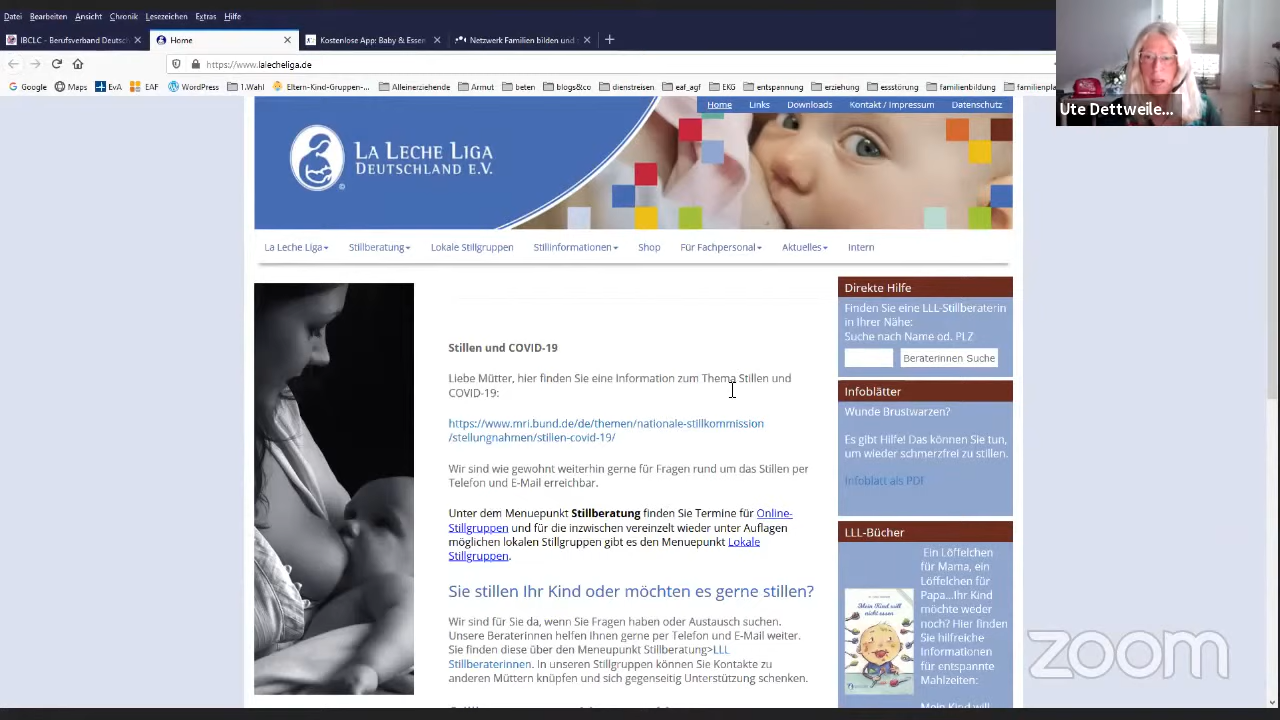 Datei Bearbeiten Ansicht Chronik Lesezeichen Extras Hilfe
IBCLC - Berufsverband Deutsc
Home
Kostenlose App: Baby & Essen
Netzwerk Familien bilden und
https://www.lalecheliga.de
Google Maps EvA EAF WordPress 1.Wahl Eltern-Kind-Gruppen-... Alleinerziehende Armut beten blogs&co dienstreisen eaf_agf EKG entspannung erziehung essstörung familienbildung familienpla
Ute Dettweile...
Home Links Downloads Kontakt / Impressum Datenschutz
LA LECHE LIGA
DEUTSCHLAND E.V.
©
La Leche Liga Stillberatung Lokale Stillgruppen Stillinformationen Shop Für Fachpersonal Aktuelles Intern
Stillen und COVID-19
Liebe Mütter, hier finden Sie eine Information zum Thema Stillen und
COVID-19:
https://www.mri.bund.de/de/themen/nationale-stillkommission
/stellungnahmen/stillen-covid-19/
Wir sind wie gewohnt weiterhin gerne für Fragen rund um das Stillen per
Telefon und E-Mail erreichbar.
Unter dem Menuepunkt Stillberatung finden Sie Termine für Online-
Stillgruppen und für die inzwischen vereinzelt wieder unter Auflagen
möglichen lokalen Stillgruppen gibt es den Menuepunkt Lokale
Stillgruppen.
Sie stillen Ihr Kind oder möchten es gerne stillen?
Wir sind für Sie da, wenn Sie Fragen haben oder Austausch suchen.
Unsere Beraterinnen helfen Ihnen gerne per Telefon und E-Mail weiter.
Sie finden diese über den Meneupunkt Stillberatung>LLL
Stillberaterinnen. In unseren Stillgruppen können Sie Kontakte zu
anderen Müttern knüpfen und sich gegenseitig Unterstützung schenken.
Direkte Hilfe
Finden Sie eine LLL-Stillberaterin
in Ihrer Nähe:
Suche nach Name od. PLZ
Beraterinnen Suche
Infoblätter
Wunde Brustwarzen?
Es gibt Hilfe! Das können Sie tun,
um wieder schmerzfrei zu stillen.
Infoblatt als PDF
LLL-Bücher
Ein Löffelchen
für Mama, ein
Löffelchen für
Papa...Ihr Kind
möchte weder
noch? Hier finden
Sie hilfreiche
Informationen
für entspannte
Mahlzeiten:
Mein Kind will
Mein Kind will
nicht essen
zoom